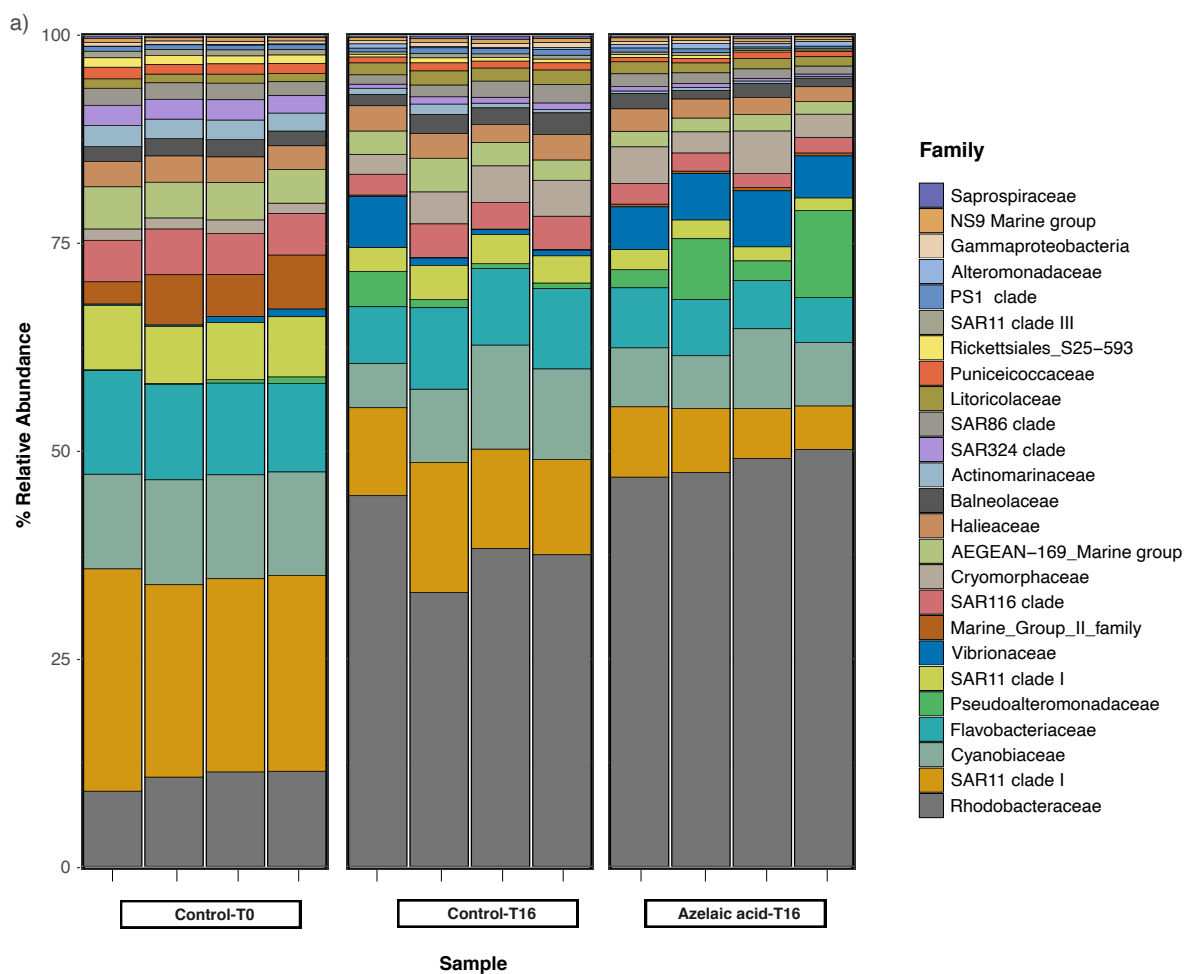 a)
% Relative Abundance
100
75
50
25
0
Control-T0
Control-T16
Azelaic acid-T16
Sample
Family
Saprospiraceae
NS9 Marine group
Gammaproteobacteria
Alteromonadaceae
PS1 clade
SAR11 clade III
Rickettsiales_S25−593
Puniceicoccaceae
Litoricolaceae
SAR86 clade
SAR324 clade
Actinomarinaceae
Balneolaceae
Halieaceae
AEGEAN−169_Marine group
Cryomorphaceae
SAR116 clade
Marine_Group_II_family
Vibrionaceae
SAR11 clade I
Pseudoalteromonadaceae
Flavobacteriaceae
Cyanobiaceae
SAR11 clade I
Rhodobacteraceae